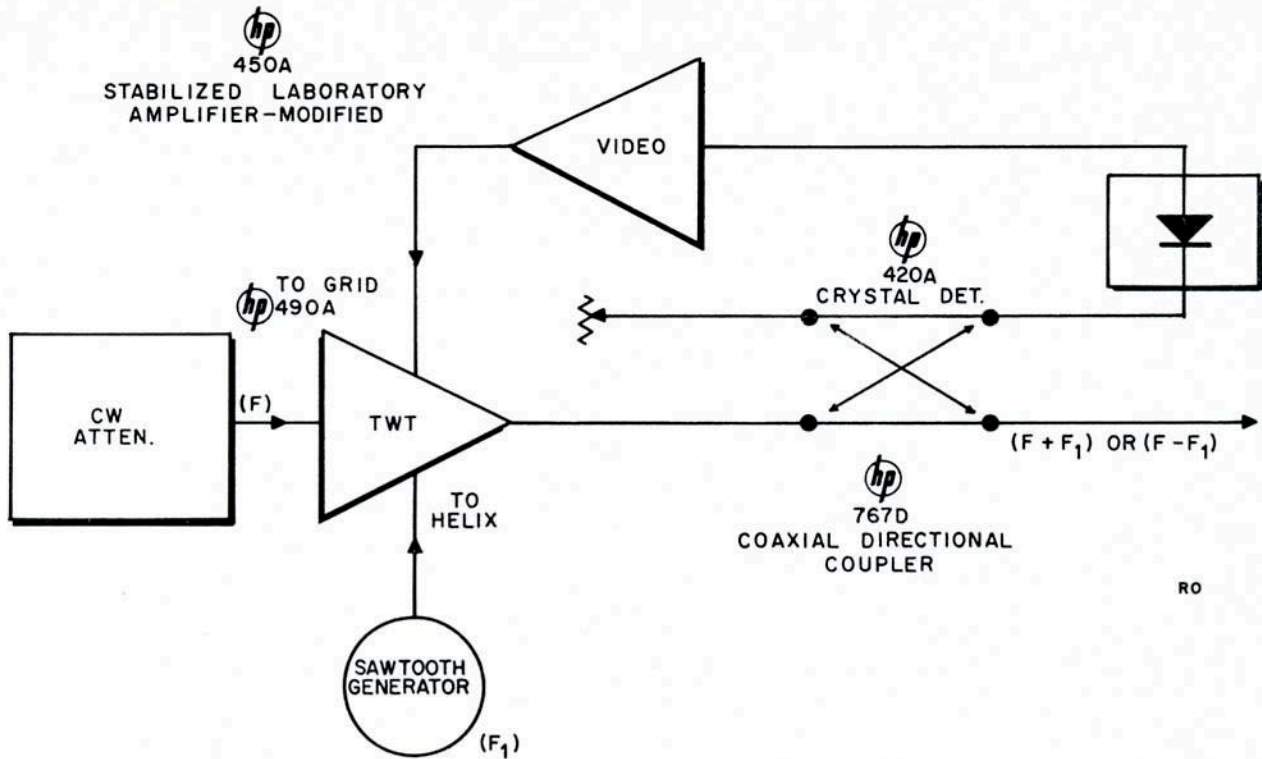 hp
450A
STABILIZED LABORATORY
AMPLIFIER-MODIFIED
VIDEO
hp
420A
CRYSTAL DET.
hp
TO GRID
490A
CW
ATTEN.
(F)
TWT
(F + F₁) OR (F - F₁)
TO
HELIX
hp
767D
COAXIAL DIRECTIONAL
COUPLER
RO
SAWTOOTH
GENERATOR
(F₁)